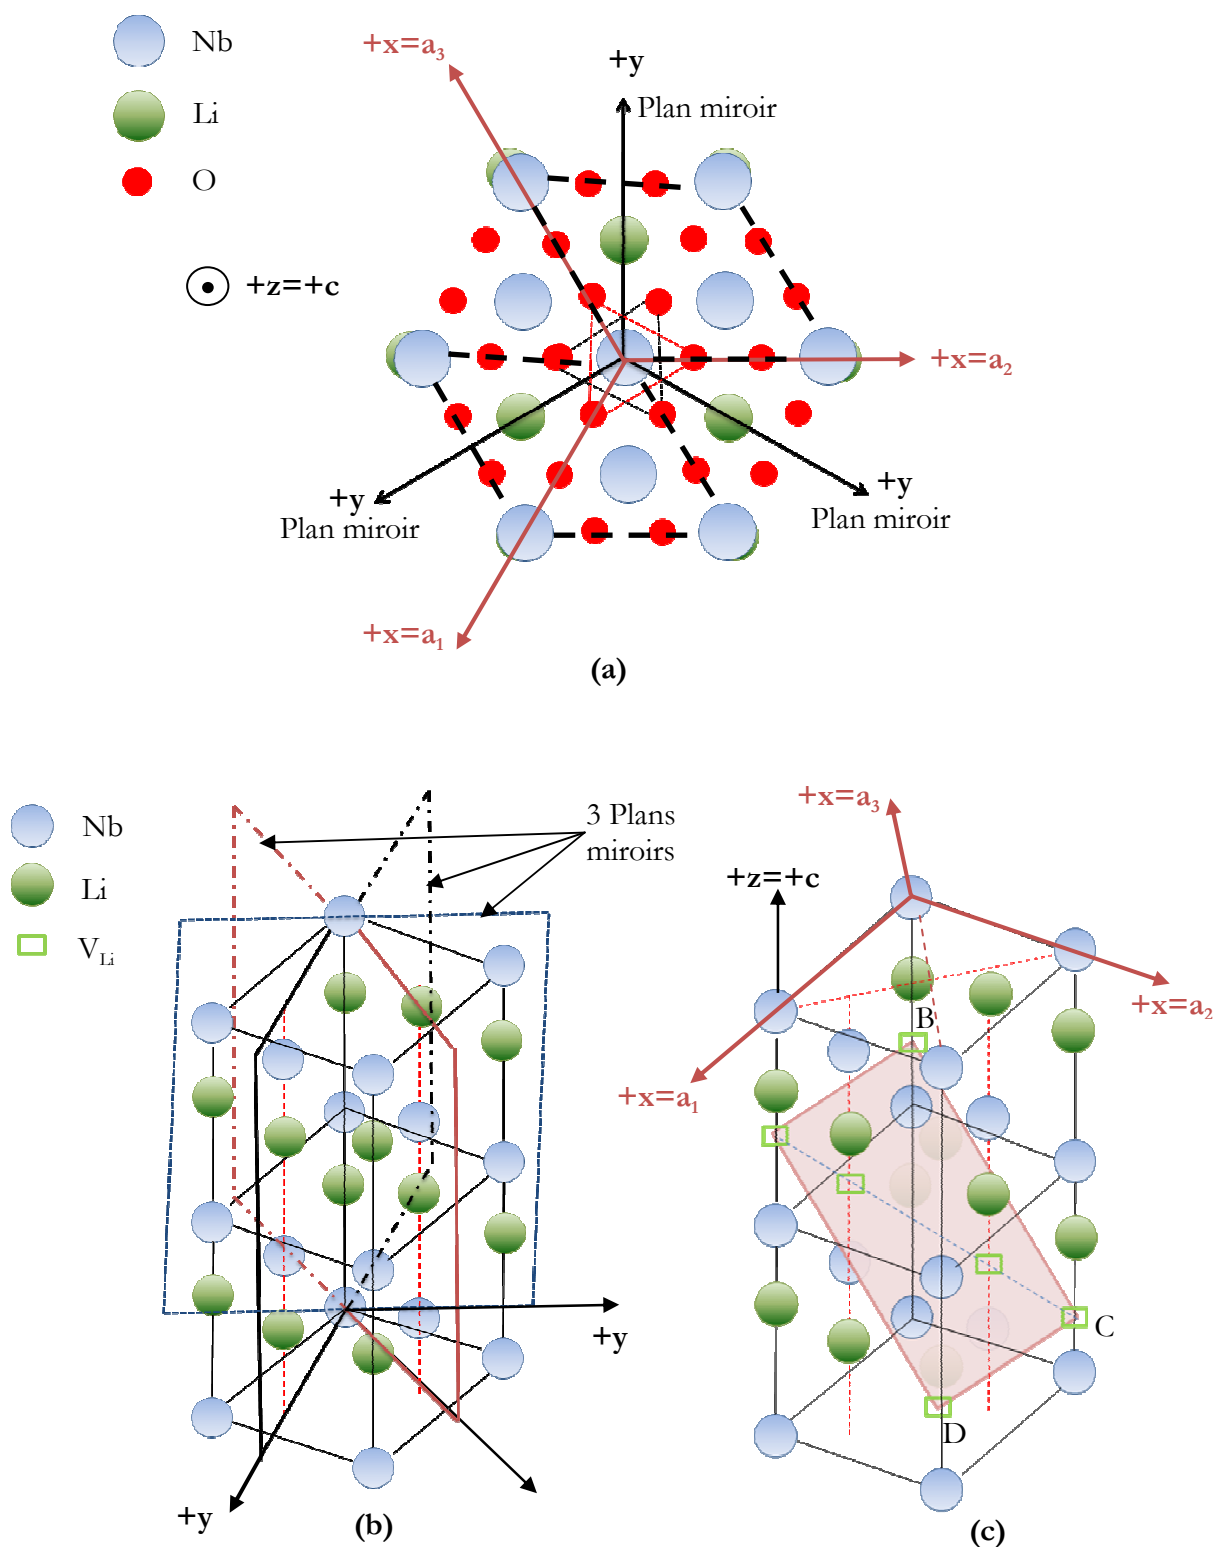 Nb
Li
O
+z=+c
+x=a3
+y
Plan miroir
+x=a2
+y
Plan miroir
+y
Plan miroir
+x=a1
(a)
Nb
Li
VLi
3 Plans
miroirs
+y
+y
(b)
+x=a3
+z=+c
+x=a2
+x=a1
B
C
D
(c)